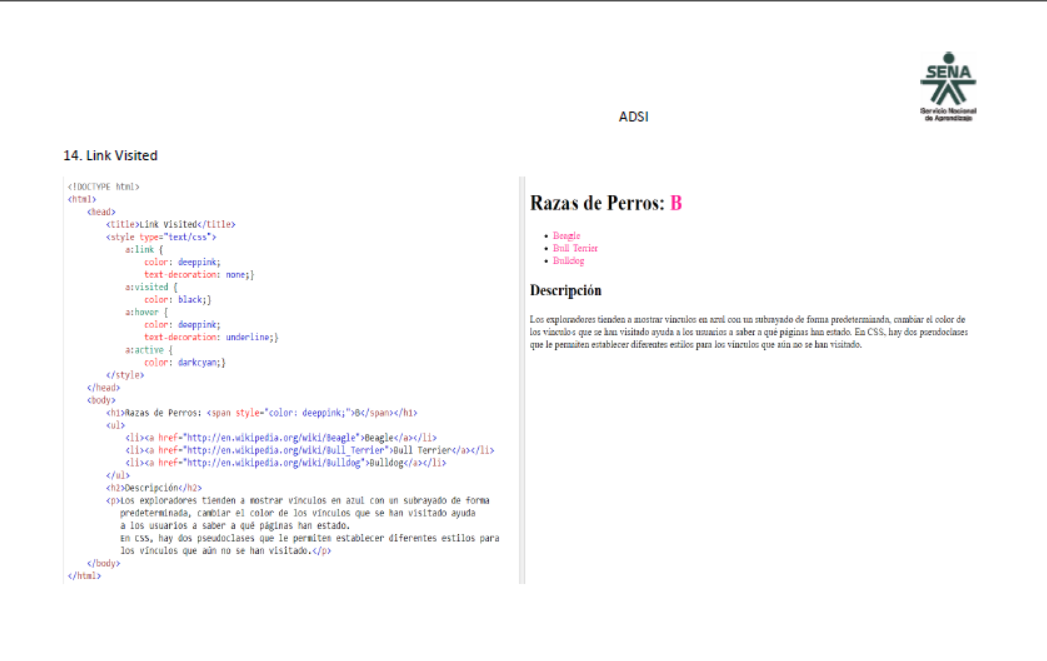 SENA
Servicio Nacional
de Aprendizaje
ADSI
14. Link Visited
<!DOCTYPE html>
<html>
<head>
<title>Link Visited</title>
<style type="text/css">
a:link {
color: deeppink;
text-decoration: none;}
a:visited {
color: black;}
a:hover {
color: deeppink;
text-decoration: underline;}
a:active {
color: darkcyan;}
</style>
</head>
<body>
<h1>Razas de Perros: <span style="color: deeppink;">B</span></h1>
<ul>
<li><a href="http://en.wikipedia.org/wiki/Beagle">Beagle</a></li>
<li><a href="http://en.wikipedia.org/wiki/Bull_Terrier">Bull Terrier</a></li>
<li><a href="http://en.wikipedia.org/wiki/Bulldog">Bulldog</a></li>
</ul>
<h2>Descripción</h2>
<p>Los exploradores tienden a mostrar vínculos en azul con un subrayado de forma
predeterminada, cambiar el color de los vínculos que se han visitado ayuda
a los usuarios a saber a qué páginas han estado.
En CSS, hay dos pseudoclases que le permiten establecer diferentes estilos para
los vínculos que aún no se han visitado.</p>
</body>
</html>
Razas de Perros: B
• Beagle
• Bull Terrier
• Bulldog
Descripción
Los exploradores tienden a mostrar vínculos en azul con un subrayado de forma predeterminada, cambiar el color de
los vínculos que se han visitado ayuda a los usuarios a saber a qué páginas han estado. En CSS, hay dos pseudoclases
que le permiten establecer diferentes estilos para los vínculos que aún no se han visitado.